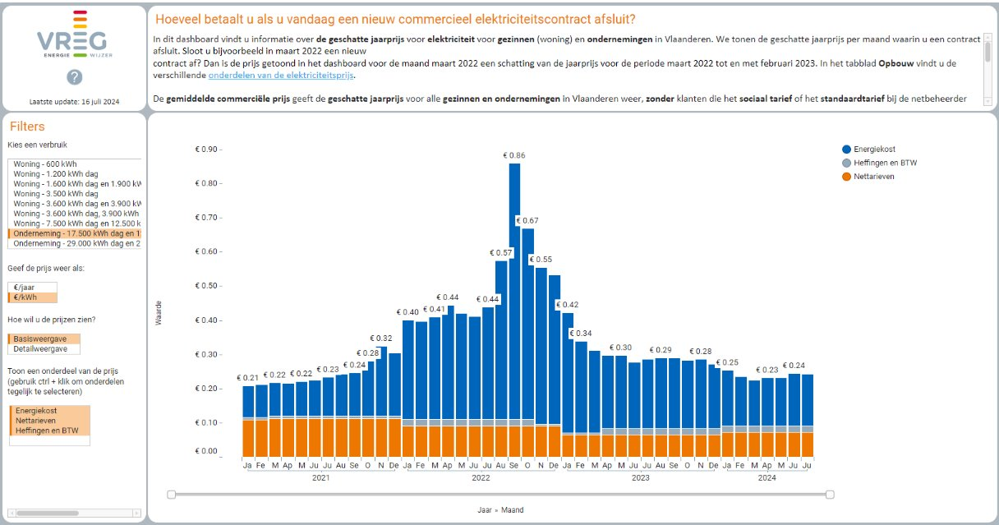 VREG
ENERGIE WIJZER
?
Laatste update: 16 juli 2024
Hoeveel betaalt u als u vandaag een nieuw commercieel elektriciteitscontract afsluit?
In dit dashboard vindt u informatie over de geschatte jaarprijs voor elektriciteit voor gezinnen (woning) en ondernemingen in Vlaanderen. We tonen de geschatte jaarprijs per maand waarin u een contract
afsluit. Sloot u bijvoorbeeld in maart 2022 een nieuw
contract af? Dan is de prijs getoond in het dashboard voor de maand maart 2022 een schatting van de jaarprijs voor de periode maart 2022 tot en met februari 2023. In het tabblad Opbouw vindt u de
verschillende onderdelen van de elektriciteitsprijs.
De gemiddelde commerciële prijs geeft de geschatte jaarprijs voor alle gezinnen en ondernemingen in Vlaanderen weer, zonder klanten die het sociaal tarief of het standaardtarief bij de netbeheerder
Filters
Kies een verbruik
Woning - 600 kWh
Woning - 1.200 kWh dag
Woning - 1.600 kWh dag en 1.900 kW
Woning - 3.500 kWh dag
Woning - 3.600 kWh dag en 3.900 kW
Woning - 3.600 kWh dag, 3.900 kWh
Woning - 7.500 kWh dag en 12.500 k
Onderneming - 17.500 kWh dag en 1
Onderneming - 29.000 kWh dag en 2
Geef de prijs weer als:
€/jaar
€/kWh
Hoe wil u de prijzen zien?
Basisweergave
Detailweergave
Toon een onderdeel van de prijs
(gebruik ctrl + klik om onderdelen
tegelijk te selecteren)
Energiekost
Nettarieven
Heffingen en BTW
Waarde
€ 0.90
€ 0.80
€ 0.70
€ 0.60
€ 0.50
€ 0.40
€ 0.30
€ 0.20
€ 0.10
€ 0.00
€ 0.21 € 0.22 € 0.22 € 0.23 € 0.24 € 0.28 € 0.32 € 0.40 € 0.41 € 0.44 € 0.44 € 0.57 € 0.86 € 0.67 € 0.55 € 0.42 € 0.34 € 0.30 € 0.29 € 0.28 € 0.25 € 0.23 € 0.24
Ja Fe M Ap M Ju Ju Au Se O N De Ja Fe M Ap M Ju Ju Au Se O N De Ja Fe M Ap M Ju Ju Au Se O N De Ja Fe M Ap M Ju Ju
2021 2022 2023 2024
Jaar » Maand
Energiekost
Heffingen en BTW
Nettarieven